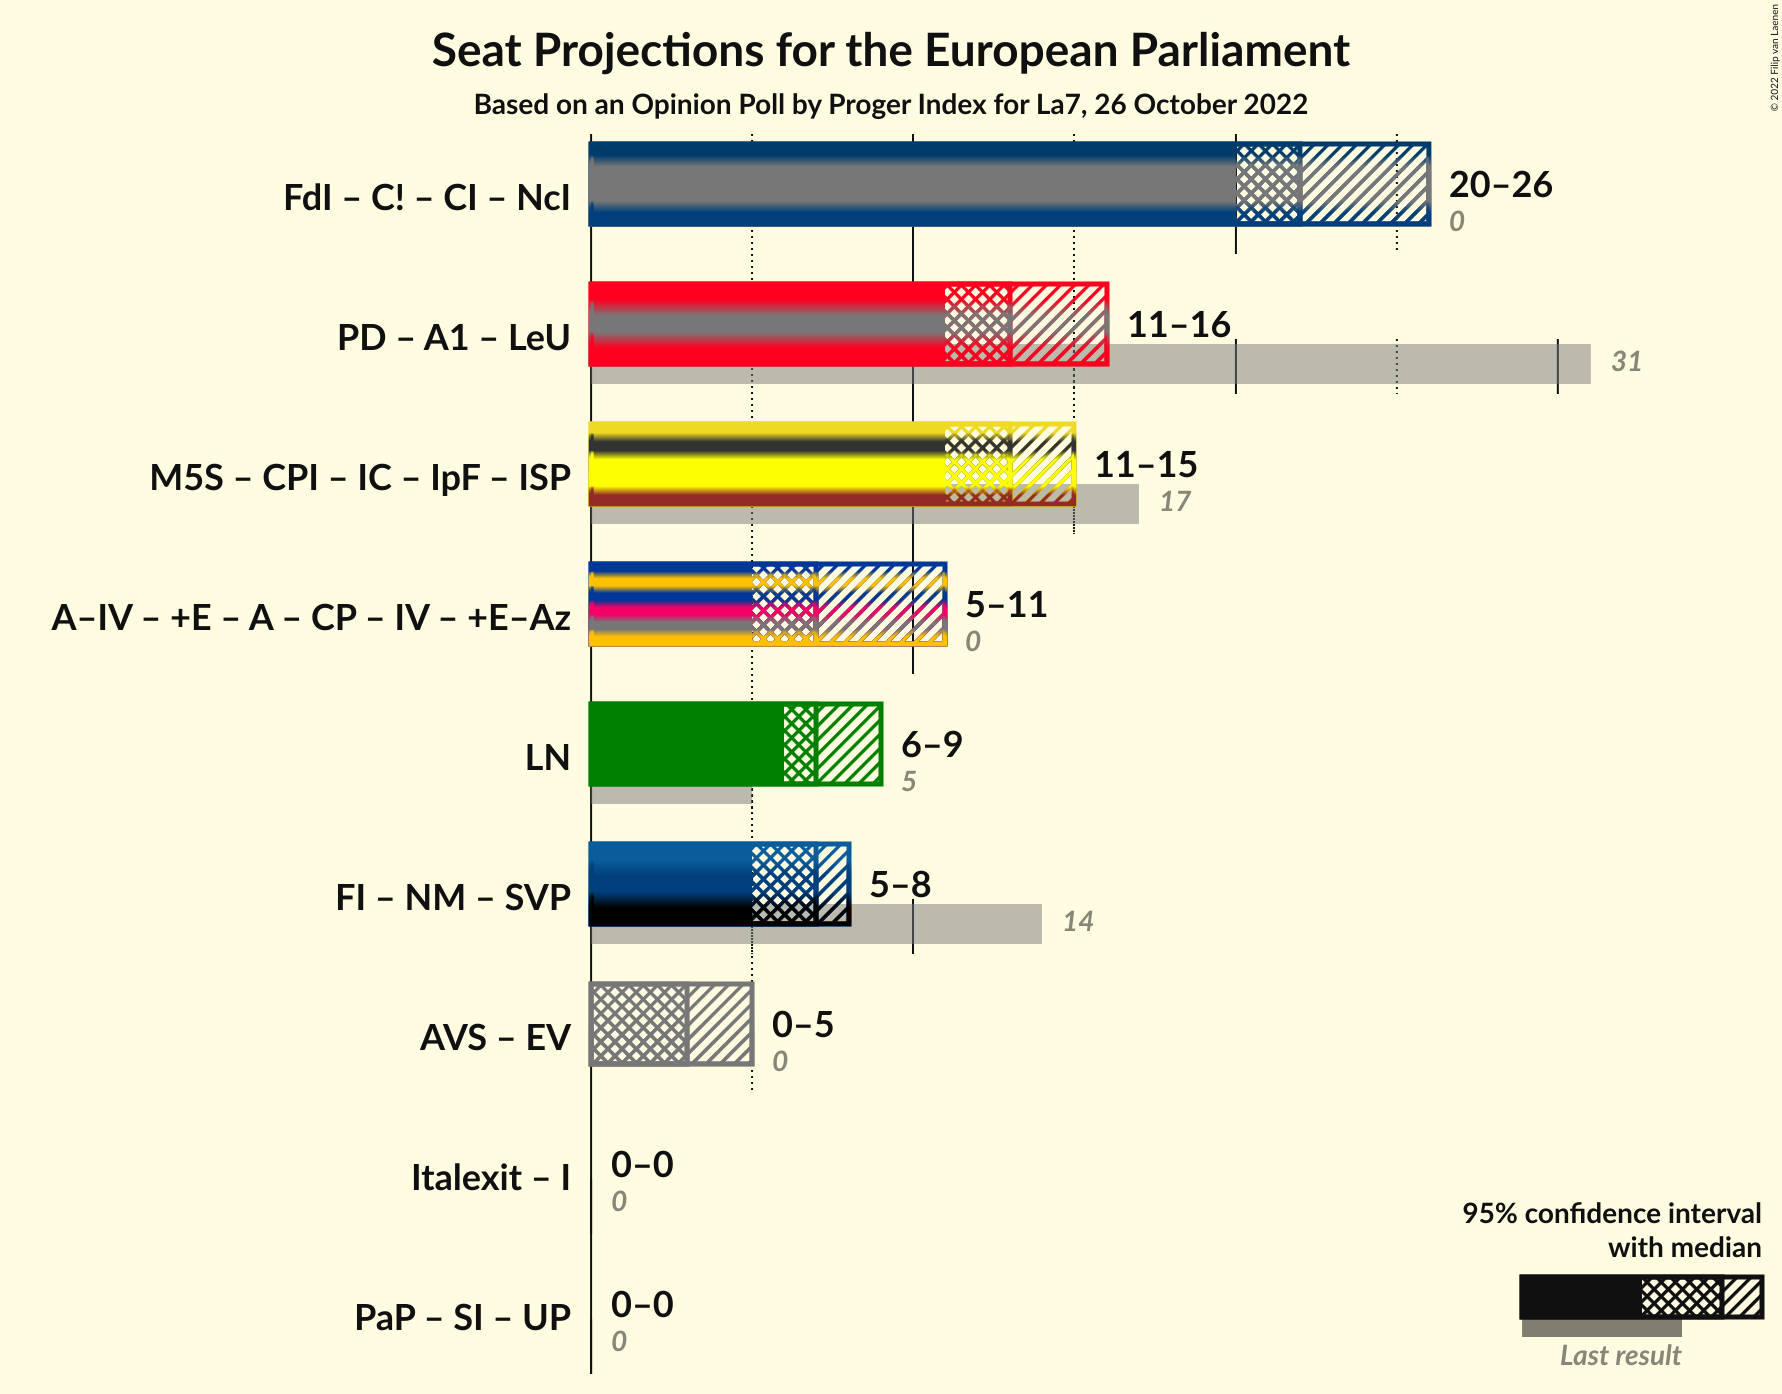 Seat Projections for the European Parliament
Based on an Opinion Poll by Proger Index for La7, 26 October 2022
© 2022 Filip van Laenen
FdI – C! – CI – NcI
20–26
0
PD – A1 – LeU
11–16
31
M5S – CPI – IC – IpF – ISP
11–15
17
A–IV – +E – A – CP – IV – +E–Az
5–11
0
LN
6–9
5
FI – NM – SVP
5–8
14
AVS – EV
0–5
0
Italexit – I
0–0
0
PaP – SI – UP
0–0
0
95% confidence interval
with median
Last result